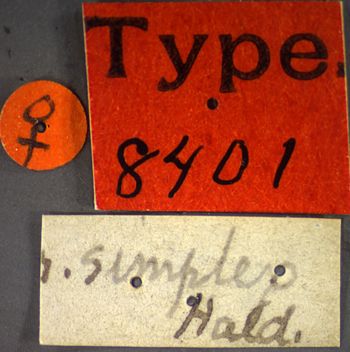 Type.
8401
♀
simplex
Hald.